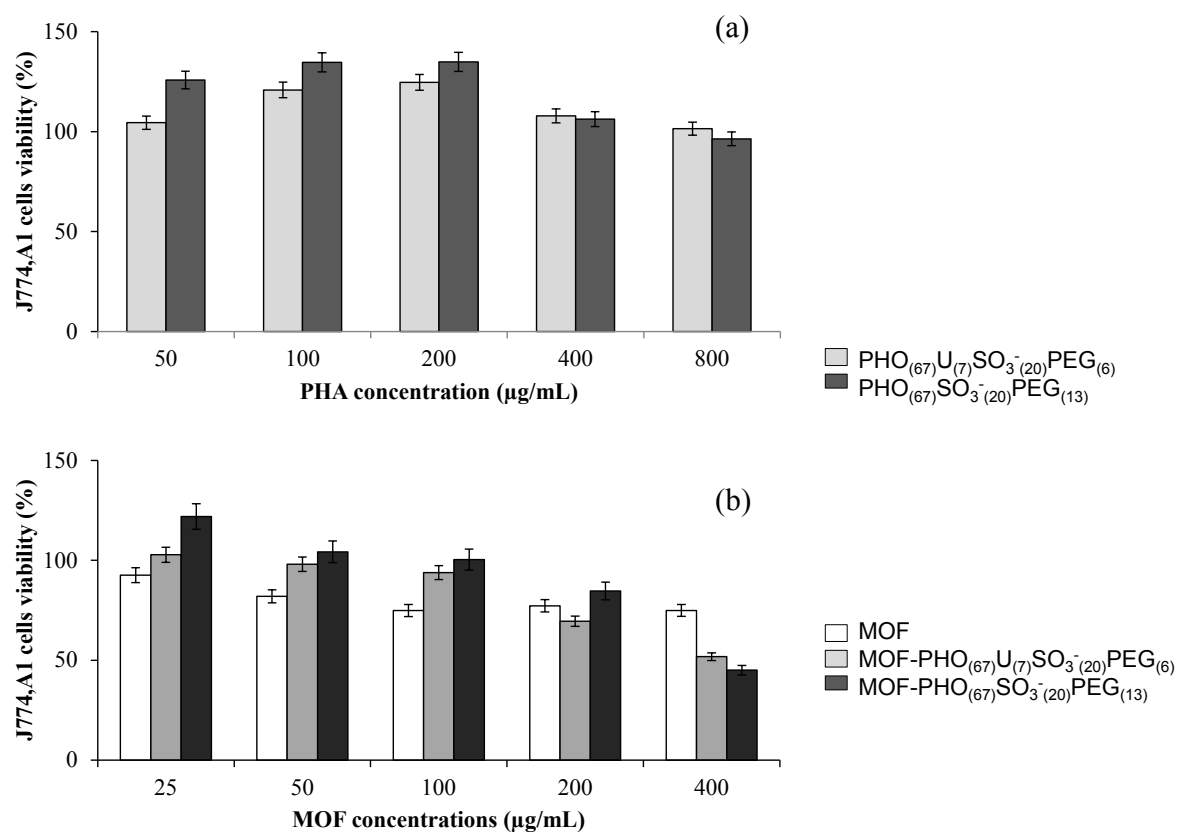 (a)
J774,A1 cells viability (%)
150
100
50
0
50 100 200 400 800
PHA concentration (µg/mL)
PHO(67)U(7)SO3-(20)PEG(6)
PHO(67)SO3-(20)PEG(13)
(b)
J774,A1 cells viability (%)
150
100
50
0
25 50 100 200 400
MOF concentrations (µg/mL)
MOF
MOF-PHO(67)U(7)SO3-(20)PEG(6)
MOF-PHO(67)SO3-(20)PEG(13)